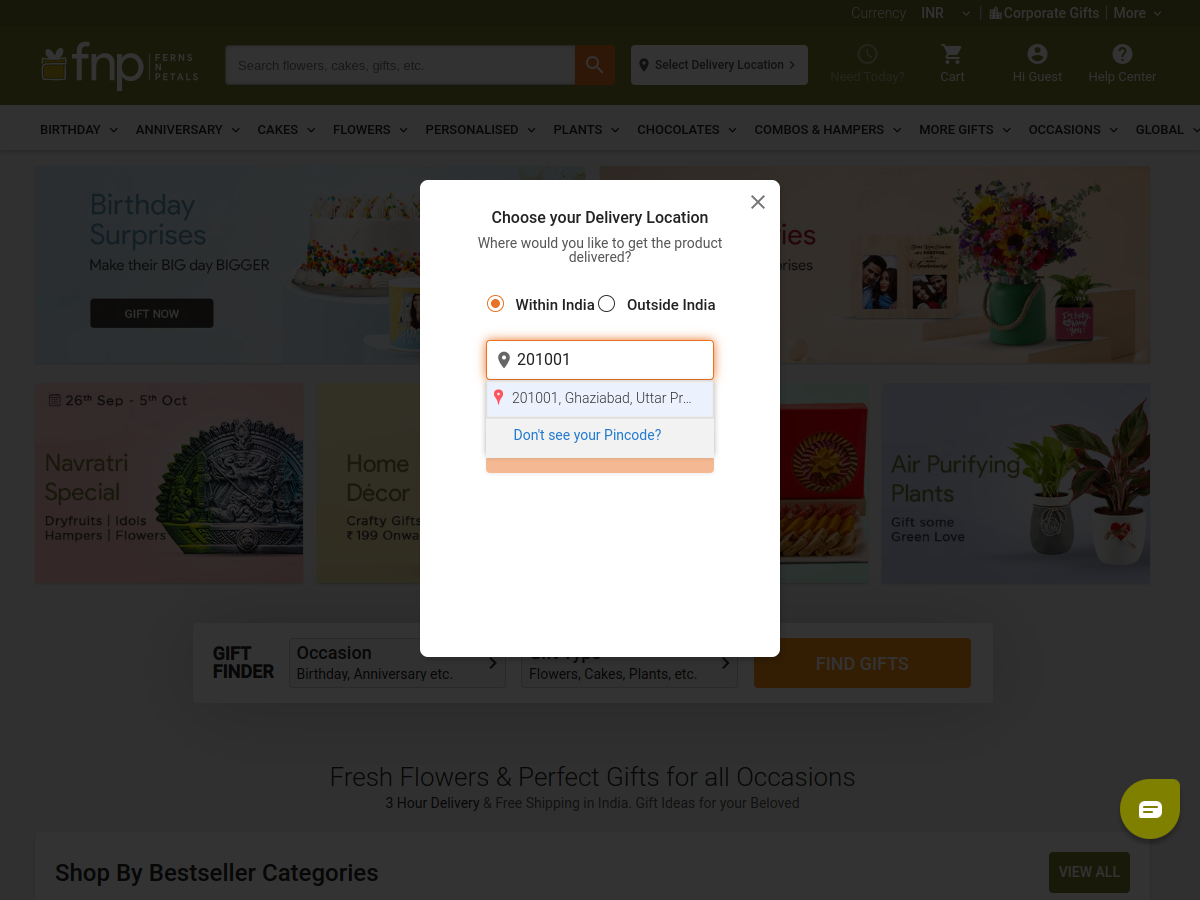 Currency INR Corporate Gifts | More
fnp FERNS N PETALS
Search flowers, cakes, gifts, etc.
Select Delivery Location
Need Today?
Cart
Hi Guest
Help Center
BIRTHDAY ANNIVERSARY CAKES FLOWERS PERSONALISED PLANTS CHOCOLATES COMBOS & HAMPERS MORE GIFTS OCCASIONS GLOBAL
Birthday
Surprises
Make their BIG day BIGGER
GIFT NOW
Choose your Delivery Location
Where would you like to get the product
delivered?
Within India
Outside India
201001
201001, Ghaziabad, Uttar Pr...
Don't see your Pincode?
26th Sep - 5th Oct
Navratri
Special
Dryfruits | Idols
Hampers | Flowers
Home
Décor
Crafty Gifts
₹ 199 Onwa
Air Purifying
Plants
Gift some
Green Love
GIFT
FINDER
Occasion
Birthday, Anniversary etc.
Gift Type
Flowers, Cakes, Plants, etc.
FIND GIFTS
Fresh Flowers & Perfect Gifts for all Occasions
3 Hour Delivery & Free Shipping in India. Gift Ideas for your Beloved
Shop By Bestseller Categories
VIEW ALL